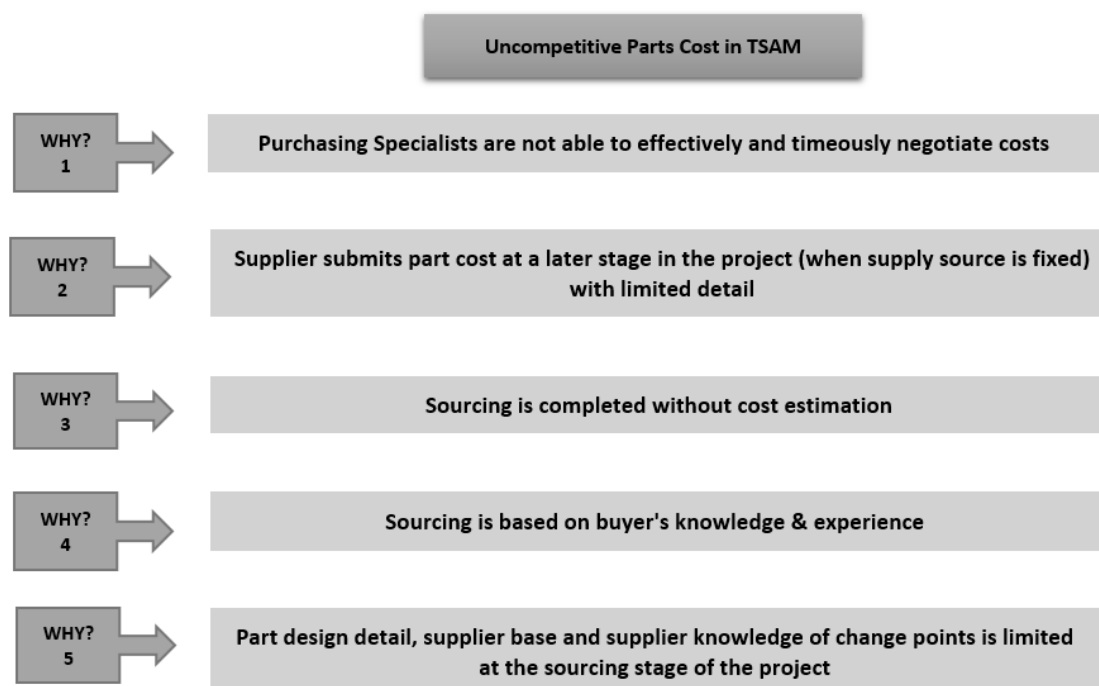 Uncompetitive Parts Cost in TSAM
WHY?
1
Purchasing Specialists are not able to effectively and timeously negotiate costs
WHY?
2
Supplier submits part cost at a later stage in the project (when supply source is fixed)
with limited detail
WHY?
3
Sourcing is completed without cost estimation
WHY?
4
Sourcing is based on buyer's knowledge & experience
WHY?
5
Part design detail, supplier base and supplier knowledge of change points is limited
at the sourcing stage of the project